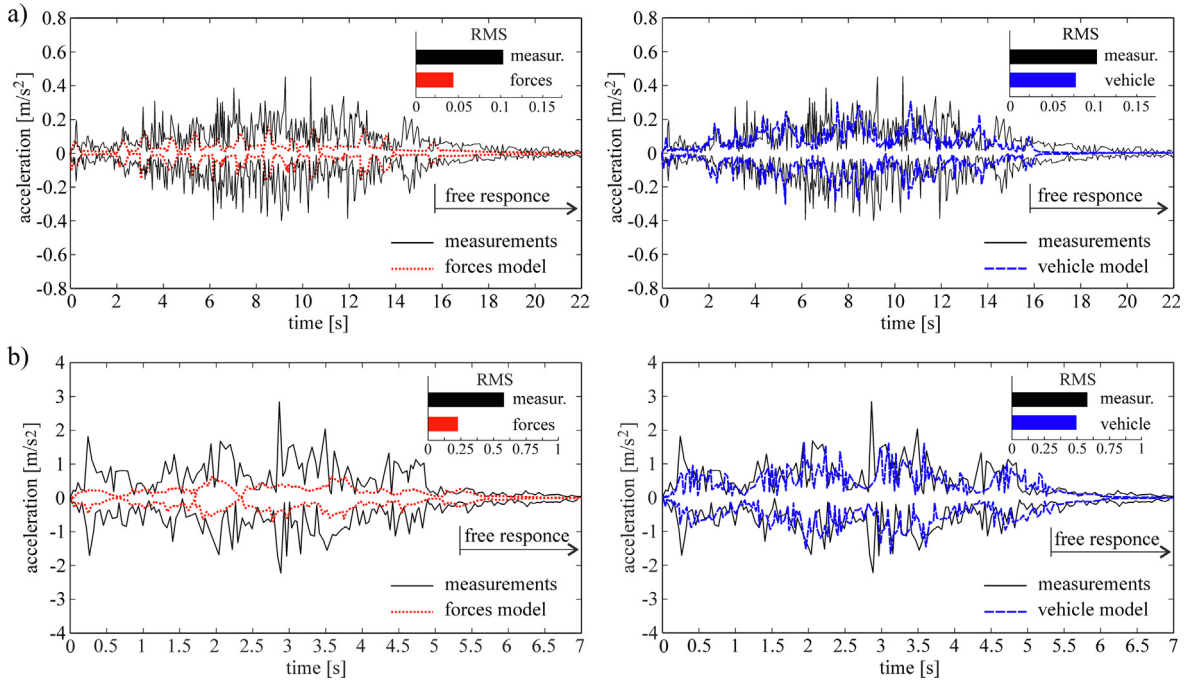 a)
acceleration [m/s²]
0.8
0.6
0.4
0.2
0
-0.2
-0.4
-0.6
-0.8
RMS
measur.
forces
0 0.05 0.1 0.15
free responce
measurements
forces model
0 2 4 6 8 10 12 14 16 18 20 22
time [s]
acceleration [m/s²]
0.8
0.6
0.4
0.2
0
-0.2
-0.4
-0.6
-0.8
RMS
measur.
vehicle
0 0.05 0.1 0.15
free responce
measurements
vehicle model
0 2 4 6 8 10 12 14 16 18 20 22
time [s]
b)
acceleration [m/s2]
4
3
2
1
0
-1
-2
-3
-4
RMS
measur.
forces
0 0.25 0.5 0.75 1
free responce
measurements
forces model
0 0.5 1 1.5 2 2.5 3 3.5 4 4.5 5 5.5 6 6.5 7
time [s]
acceleration [m/s²]
4
3
2
1
0
-1
-2
-3
-4
RMS
measur.
vehicle
0 0.25 0.5 0.75 1
free responce
measurements
vehicle model
0 0.5 1 1.5 2 2.5 3 3.5 4 4.5 5 5.5 6 6.5 7
time [s]